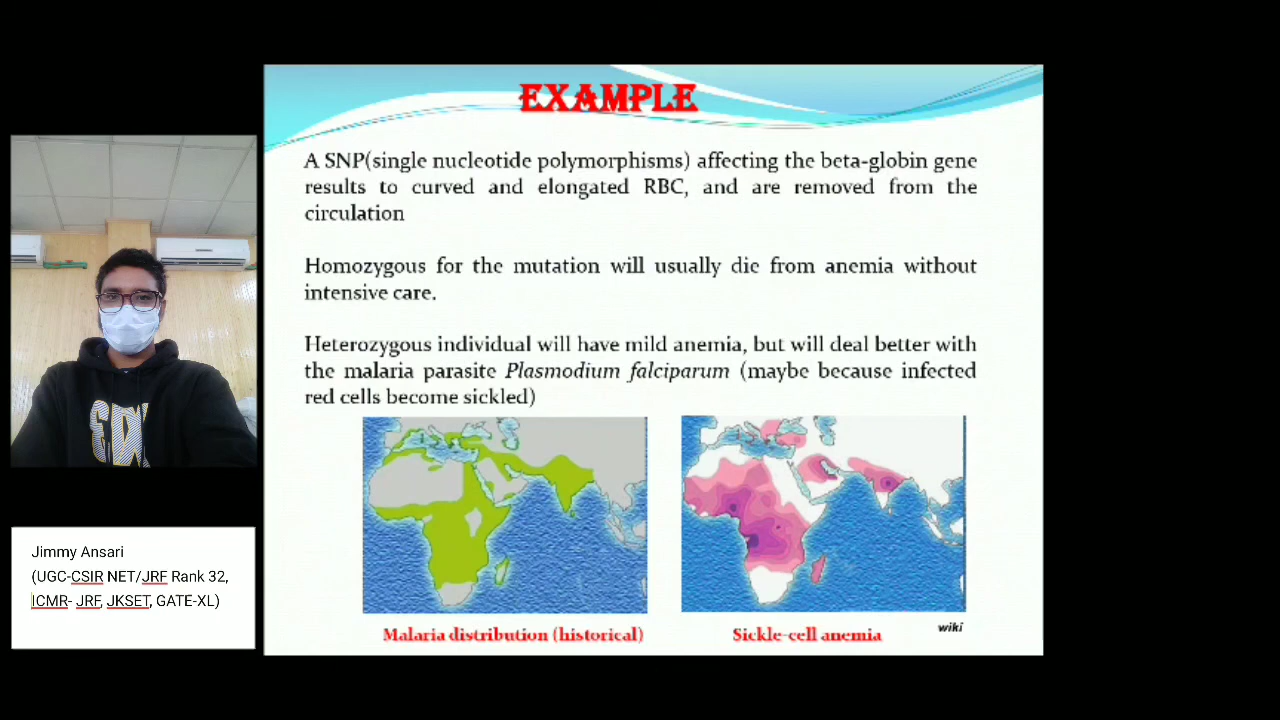 EXAMPLE
A SNP(single nucleotide polymorphisms) affecting the beta-globin gene
results to curved and elongated RBC, and are removed from the
circulation
Homozygous for the mutation will usually die from anemia without
intensive care.
Heterozygous individual will have mild anemia, but will deal better with
the malaria parasite Plasmodium falciparum (maybe because infected
red cells become sickled)
Malaria distribution (historical)
Sickle-cell anemia
wiki
Jimmy Ansari
(UGC-CSIR NET/JRF Rank 32,
ICMR- JRF, JKSET, GATE-XL)